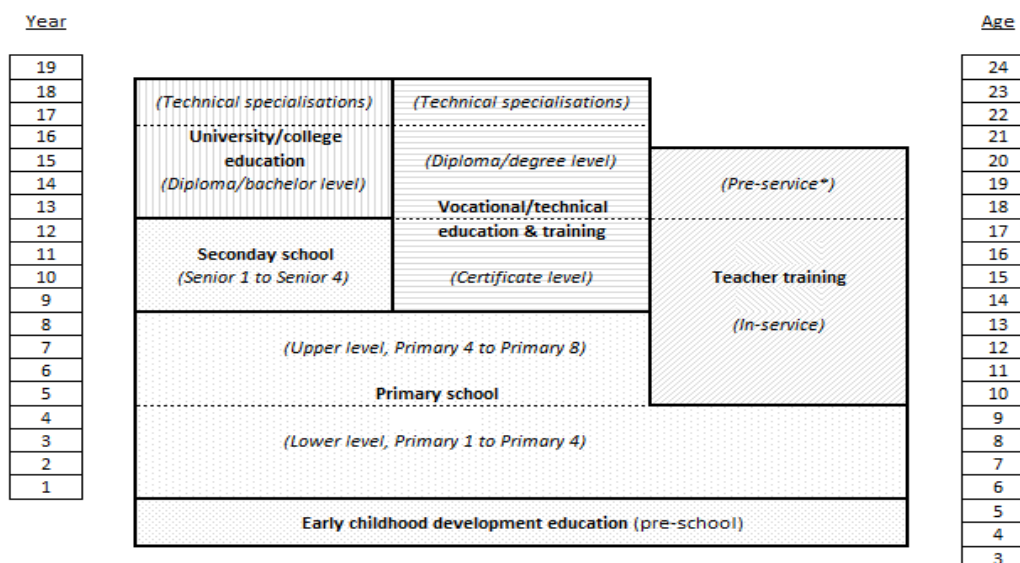 Year
Age
19
18
17
16
15
14
13
12
11
10
9
8
7
6
5
4
3
2
1
(Technical specialisations)
University/college
education
(Diploma/bachelor level)
Seconday school
(Senior 1 to Senior 4)
(Technical specialisations)
(Diploma/degree level)
Vocational/technical
education & training
(Certificate level)
(Pre-service*)
Teacher training
(In-service)
(Upper level, Primary 4 to Primary 8)
Primary school
(Lower level, Primary 1 to Primary 4)
Early childhood development education (pre-school)
24
23
22
21
20
19
18
17
16
15
14
13
12
11
10
9
8
7
6
5
4
3